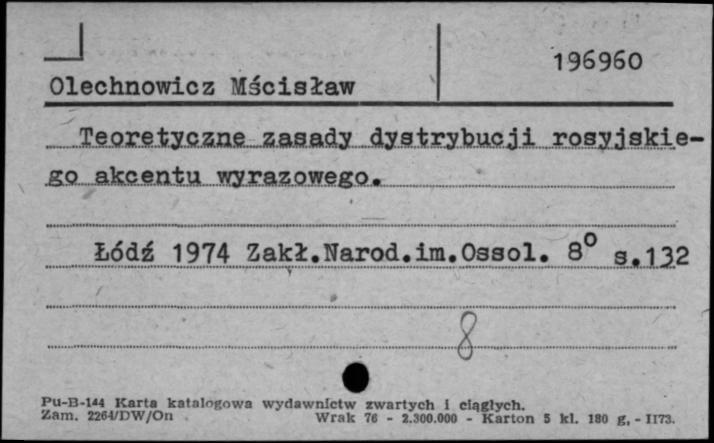 196960
Olechnowicz Mścisław
Teoretyczne zasady dystrybucji rosyjskie-
go akcentu wyrazowego.
Łódź 1974 Zakł.Narod.im.Ossol. 8° s.132
8
Pu-B-144 Karta katalogowa wydawnictw zwartych i ciągłych.
Zam. 2264/DW/On Wrak 76 - 2.300.000 - Karton 5 kl. 180 g, - II73.